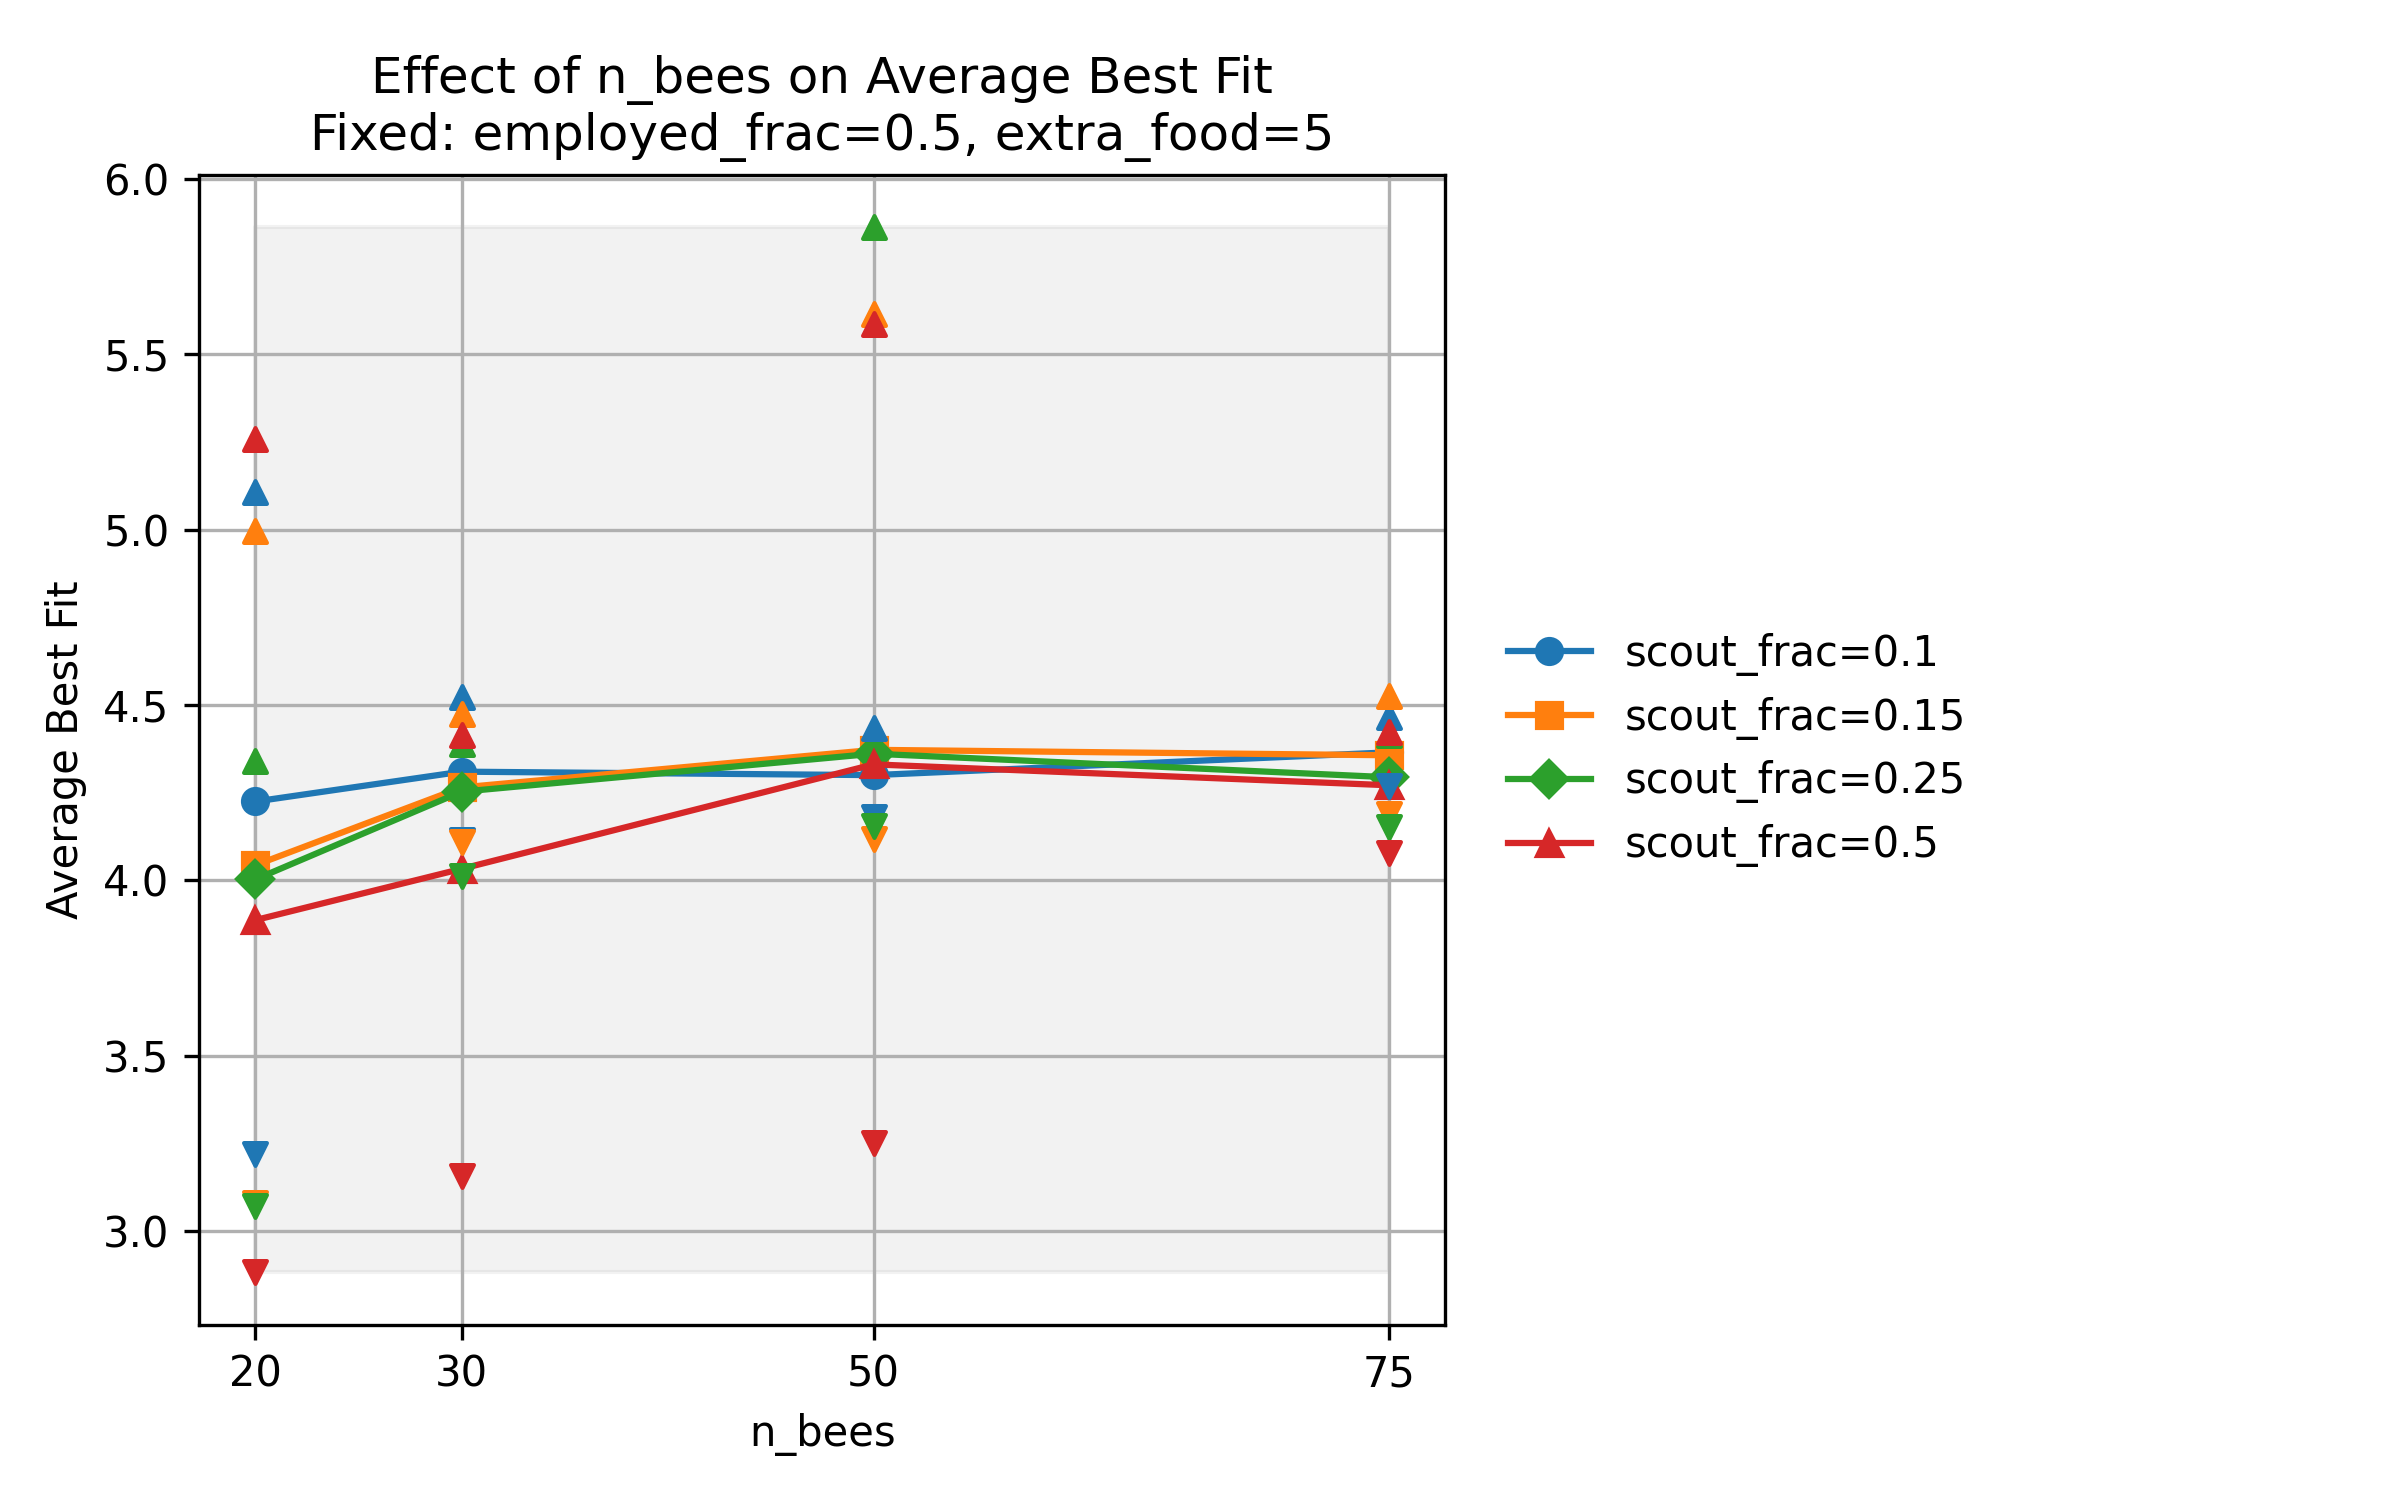 Effect of n_bees on Average Best Fit
Fixed: employed_frac=0.5, extra_food=5
6.0
5.5
5.0
4.5
4.0
3.5
3.0
Average Best Fit
20
30
50
75
n_bees
scout_frac=0.1
scout_frac=0.15
scout_frac=0.25
scout_frac=0.5